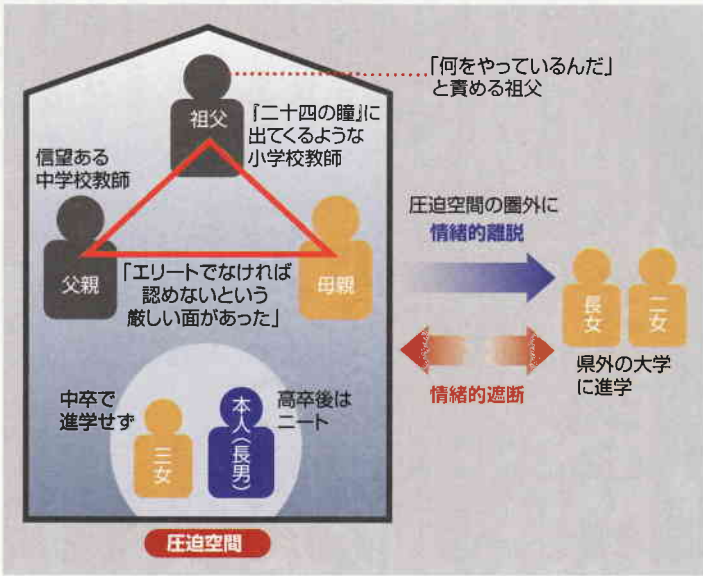 「何をやっているんだ」
と責める祖父
祖父
『二十四の瞳』に
出てくるような
小学校教師
信望ある
中学校教師
父親
「エリートでなければ
認めないという
厳しい面があった」
母親
圧迫空間の圏外に
情緒的離脱
長女
二女
情緒的遮断
県外の大学
に進学
中卒で
進学せず
三女
本人(長男)
高卒後は
ニート
圧迫空間